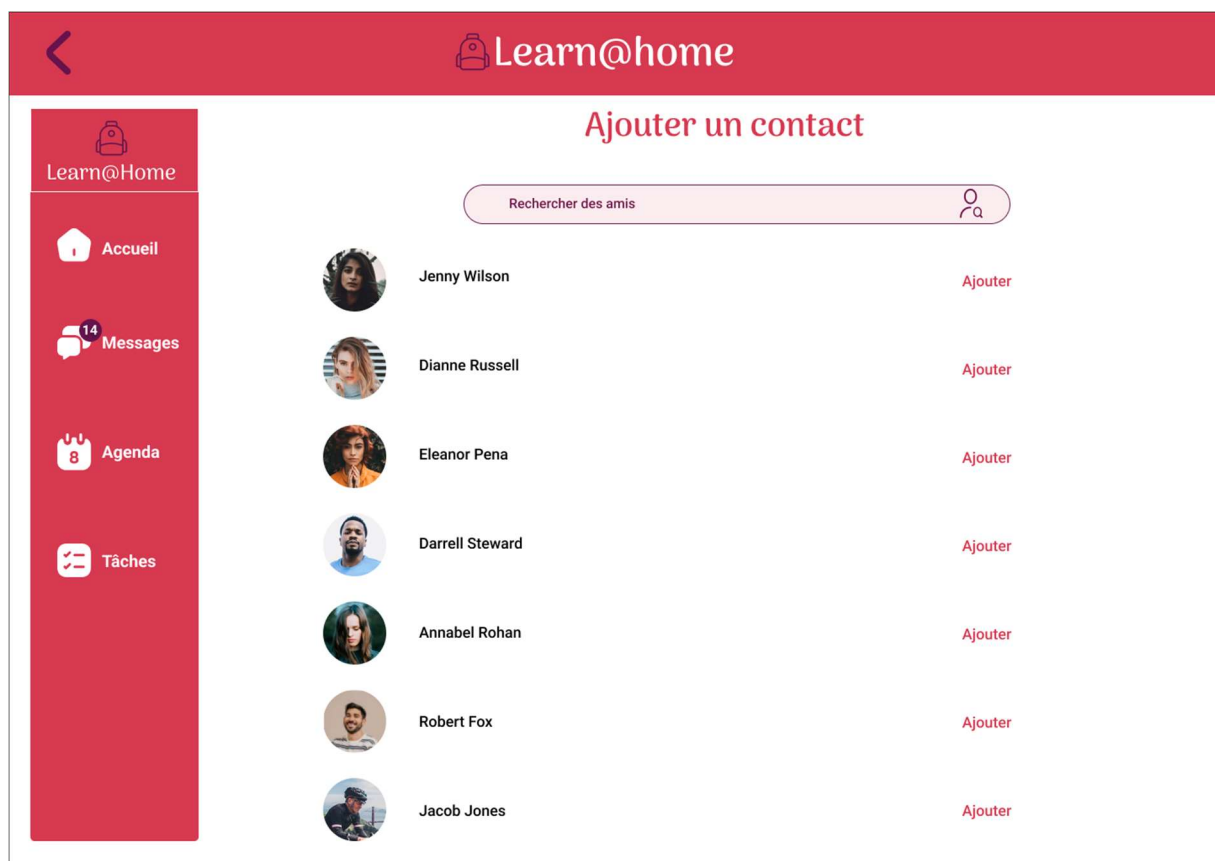 Learn@home
Learn@Home
Accueil
14
Messages
8
Agenda
Tâches
Ajouter un contact
Rechercher des amis
Jenny Wilson Ajouter
Dianne Russell Ajouter
Eleanor Pena Ajouter
Darrell Steward Ajouter
Annabel Rohan Ajouter
Robert Fox Ajouter
Jacob Jones Ajouter